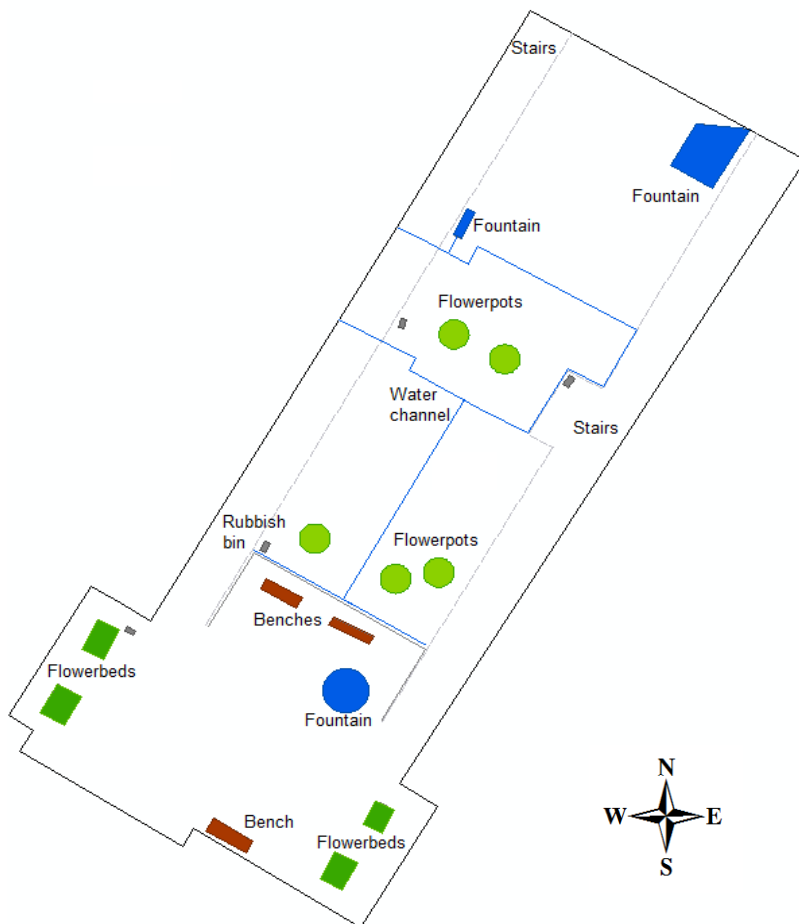 Stairs
Fountain
Fountain
Flowerpots
Water
channel
Stairs
Rubbish
bin
Flowerpots
Benches
Flowerbeds
Fountain
N
W E
S
Bench
Flowerbeds